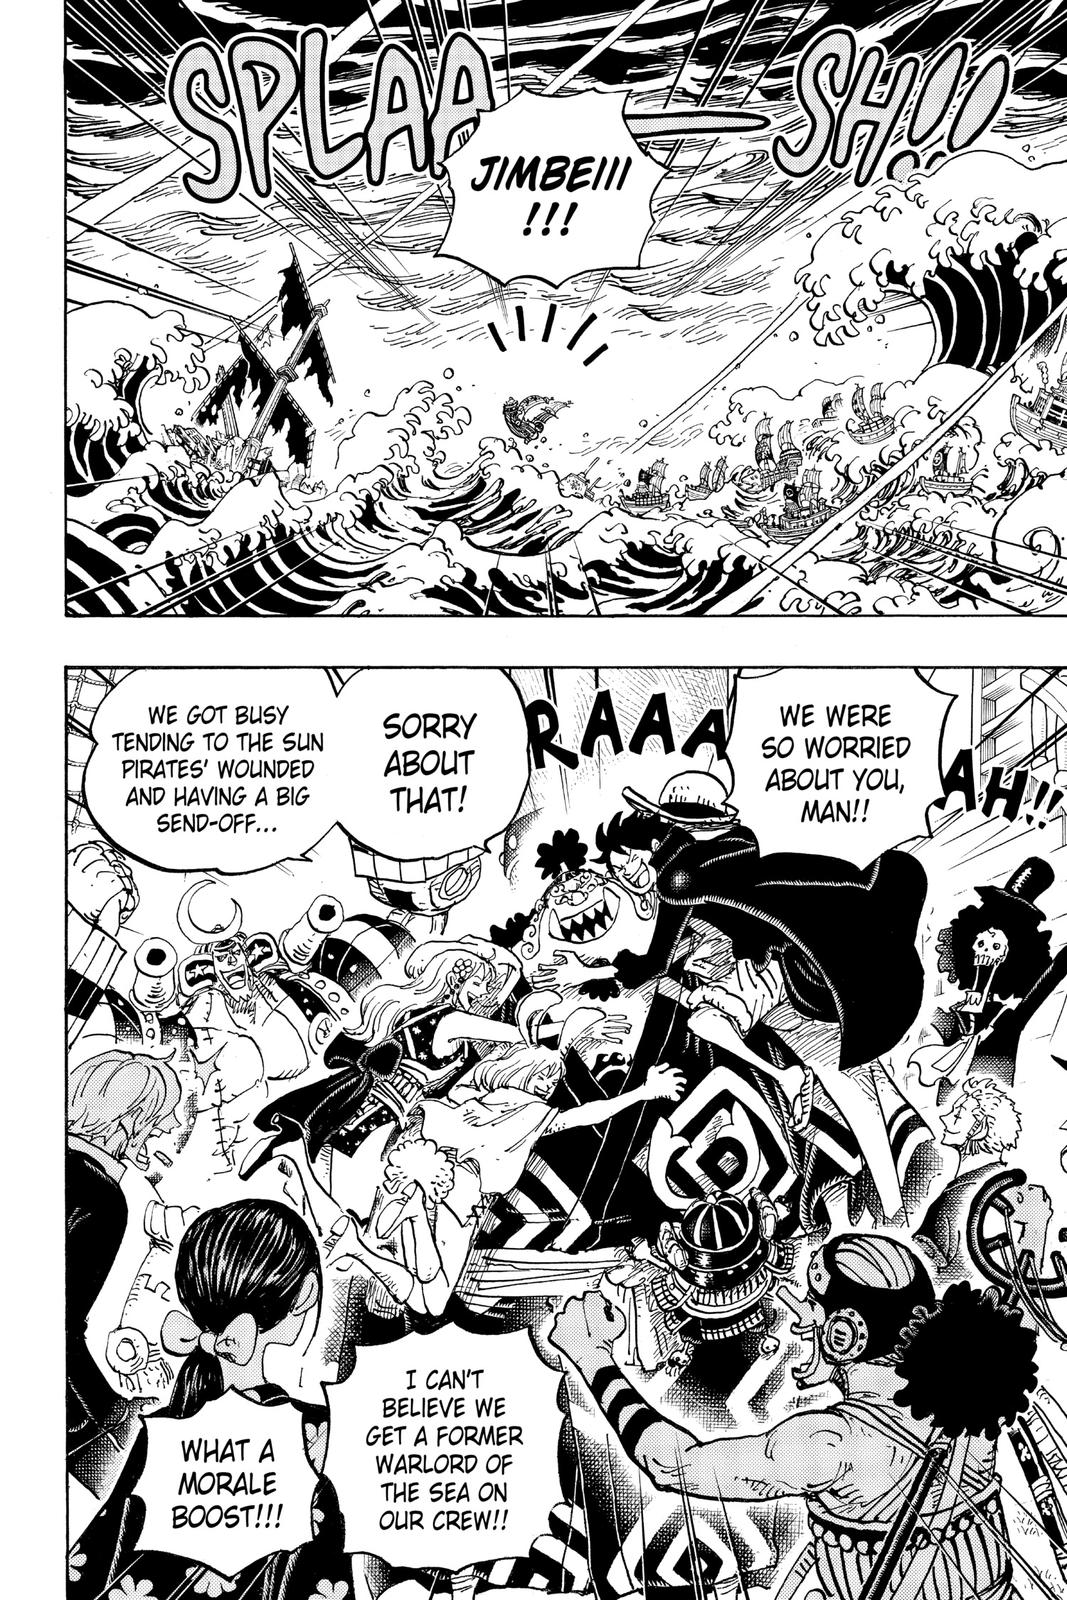 SPLAA
SH!!
JIMBEIII
!!!
WE WERE
SO WORRIED
ABOUT YOU,
MAN!!
RAAA
AH!!
SORRY
ABOUT
THAT!
WE GOT BUSY
TENDING TO THE SUN
PIRATES' WOUNDED
AND HAVING A BIG
SEND-OFF...
I CAN'T
BELIEVE WE
GET A FORMER
WARLORD OF
THE SEA ON
OUR CREW!!
WHAT A
MORALE
BOOST!!!